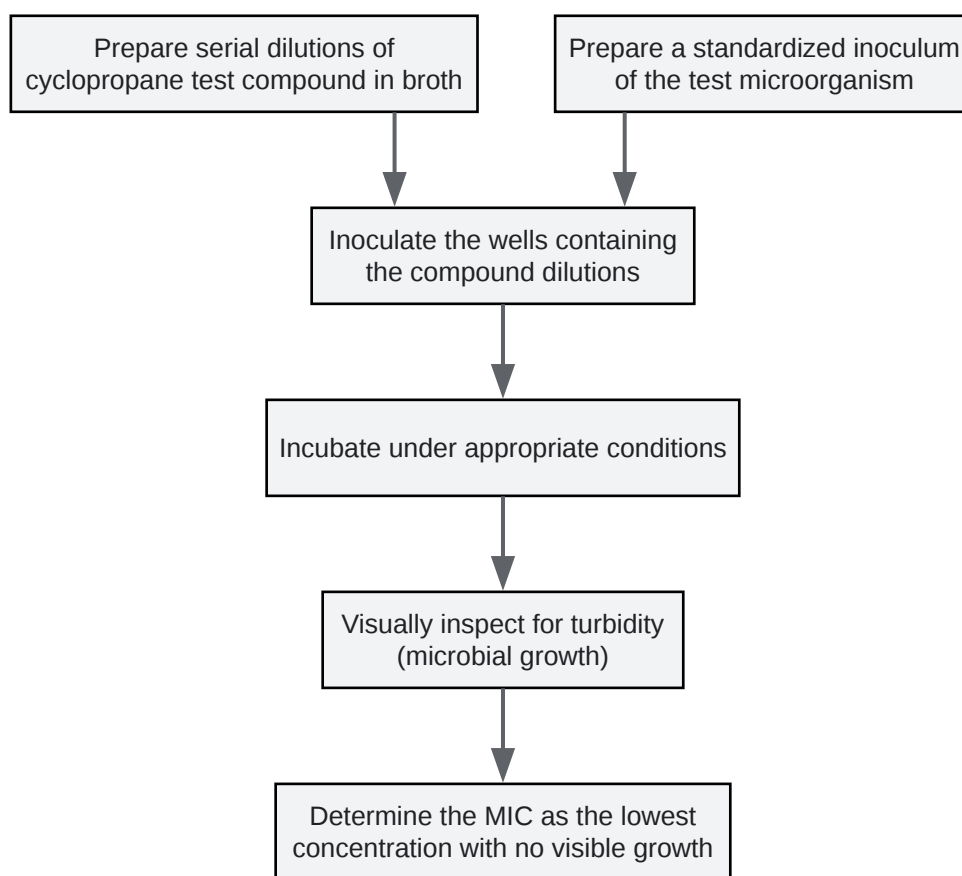 Prepare serial dilutions of
cyclopropane test compound in broth
Prepare a standardized inoculum
of the test microorganism
Inoculate the wells containing
the compound dilutions
Incubate under appropriate conditions
Visually inspect for turbidity
(microbial growth)
Determine the MIC as the lowest
concentration with no visible growth